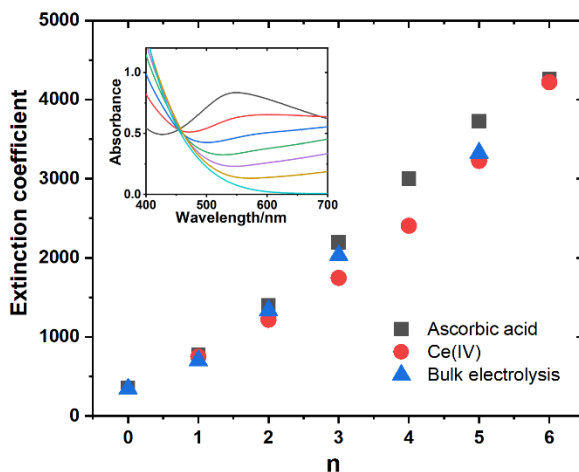 5000
4000
3000
2000
1000
0
Extinction coefficient
1.0
0.5
0.0
Absorbance
400 500 600 700
Wavelength/nm
Ascorbic acid
Ce(IV)
Bulk electrolysis
0 1 2 3 4 5 6
n